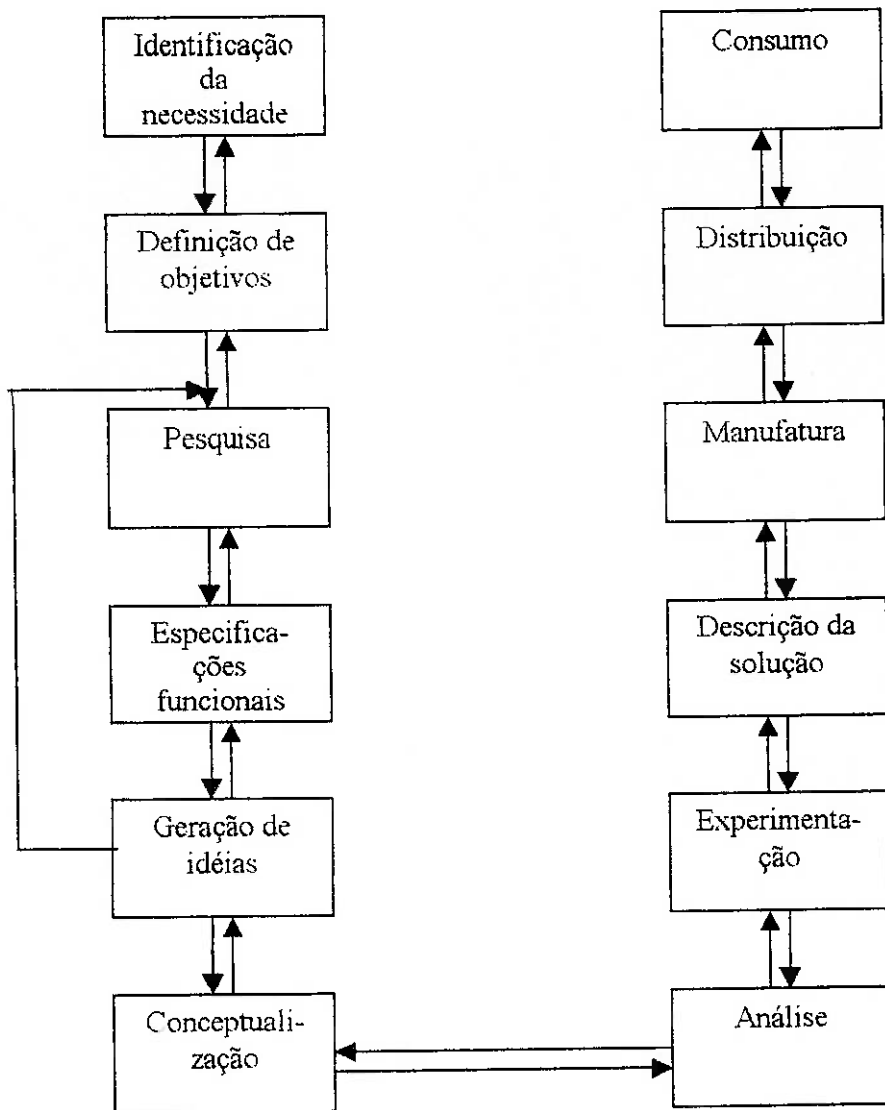 Identificação
da
necessidade
Definição de
objetivos
Pesquisa
Especifica-
ções
funcionais
Geração de
idéias
Conceptuali-
zação
Consumo
Distribuição
Manufatura
Descrição da
solução
Experimenta-
ção
Análise